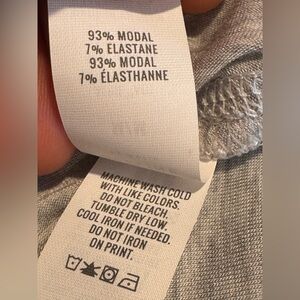 93% MODAL
7% ELASTANE
93% MODAL
7% ÉLASTHANNE
MACHINE WASH COLD
WITH LIKE COLORS.
DO NOT BLEACH.
TUMBLE DRY LOW.
COOL IRON IF NEEDED.
DO NOT IRON
ON PRINT.